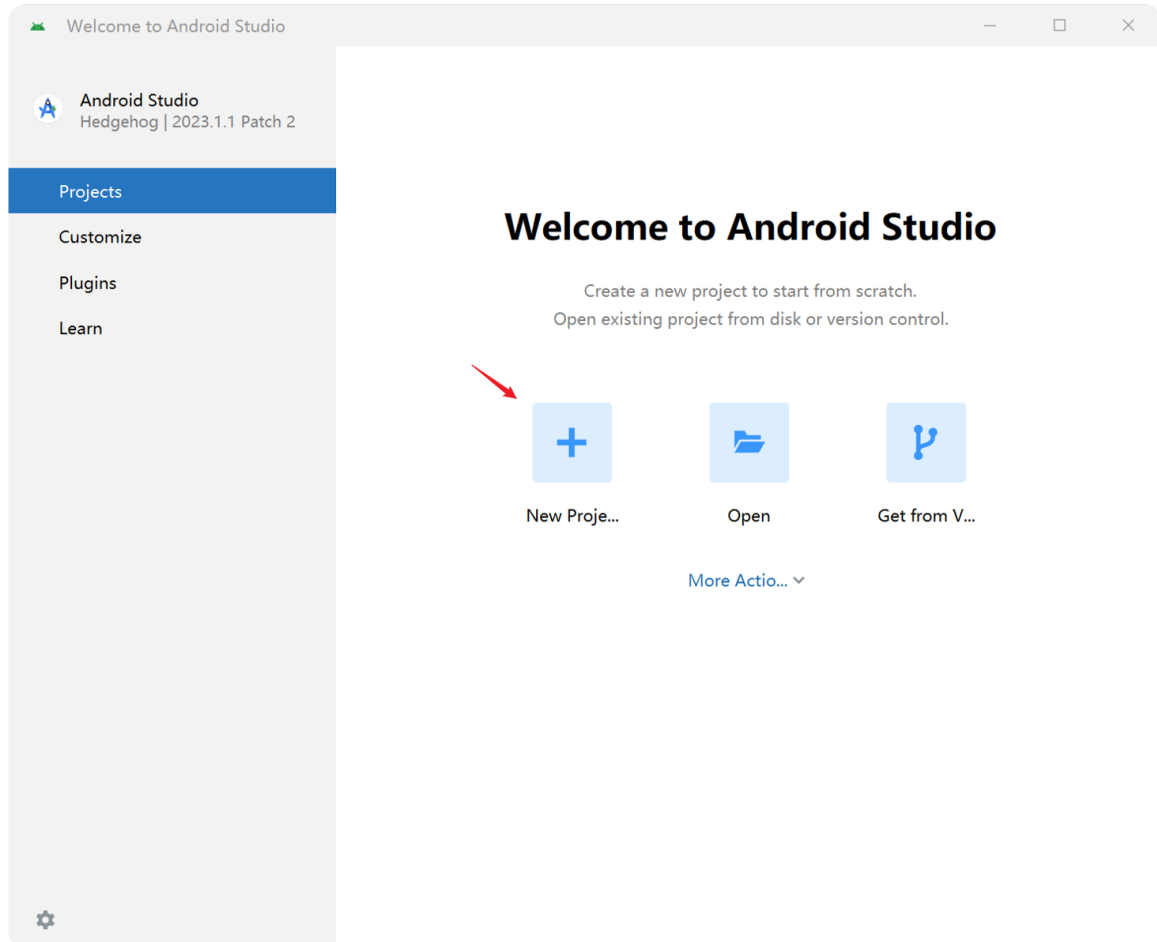 Welcome to Android Studio
Android Studio
Hedgehog | 2023.1.1 Patch 2
Projects
Customize
Plugins
Learn
Welcome to Android Studio
Create a new project to start from scratch.
Open existing project from disk or version control.
New Proje...
Open
Get from V...
More Actio...